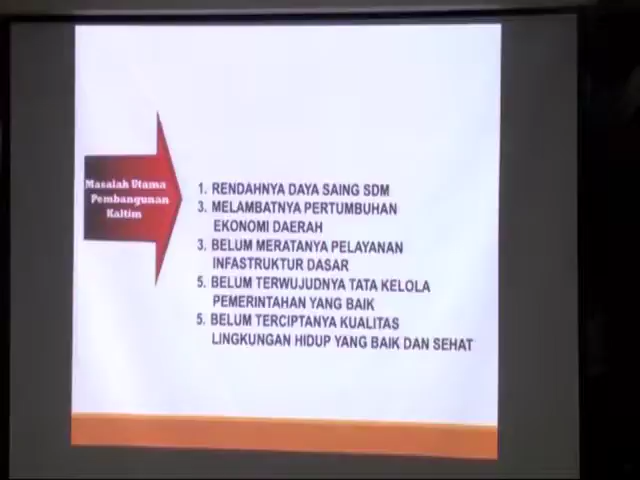 Masalah Utama
Pembangunan
Kaltim
1. RENDAHNYA DAYA SAING SDM
3. MELAMBATNYA PERTUMBUHAN
EKONOMI DAERAH
3. BELUM MERATANYA PELAYANAN
INFASTRUKTUR DASAR
5. BELUM TERWUJUDNYA TATA KELOLA
PEMERINTAHAN YANG BAIK
5. BELUM TERCIPTANYA KUALITAS
LINGKUNGAN HIDUP YANG BAIK DAN SEHAT